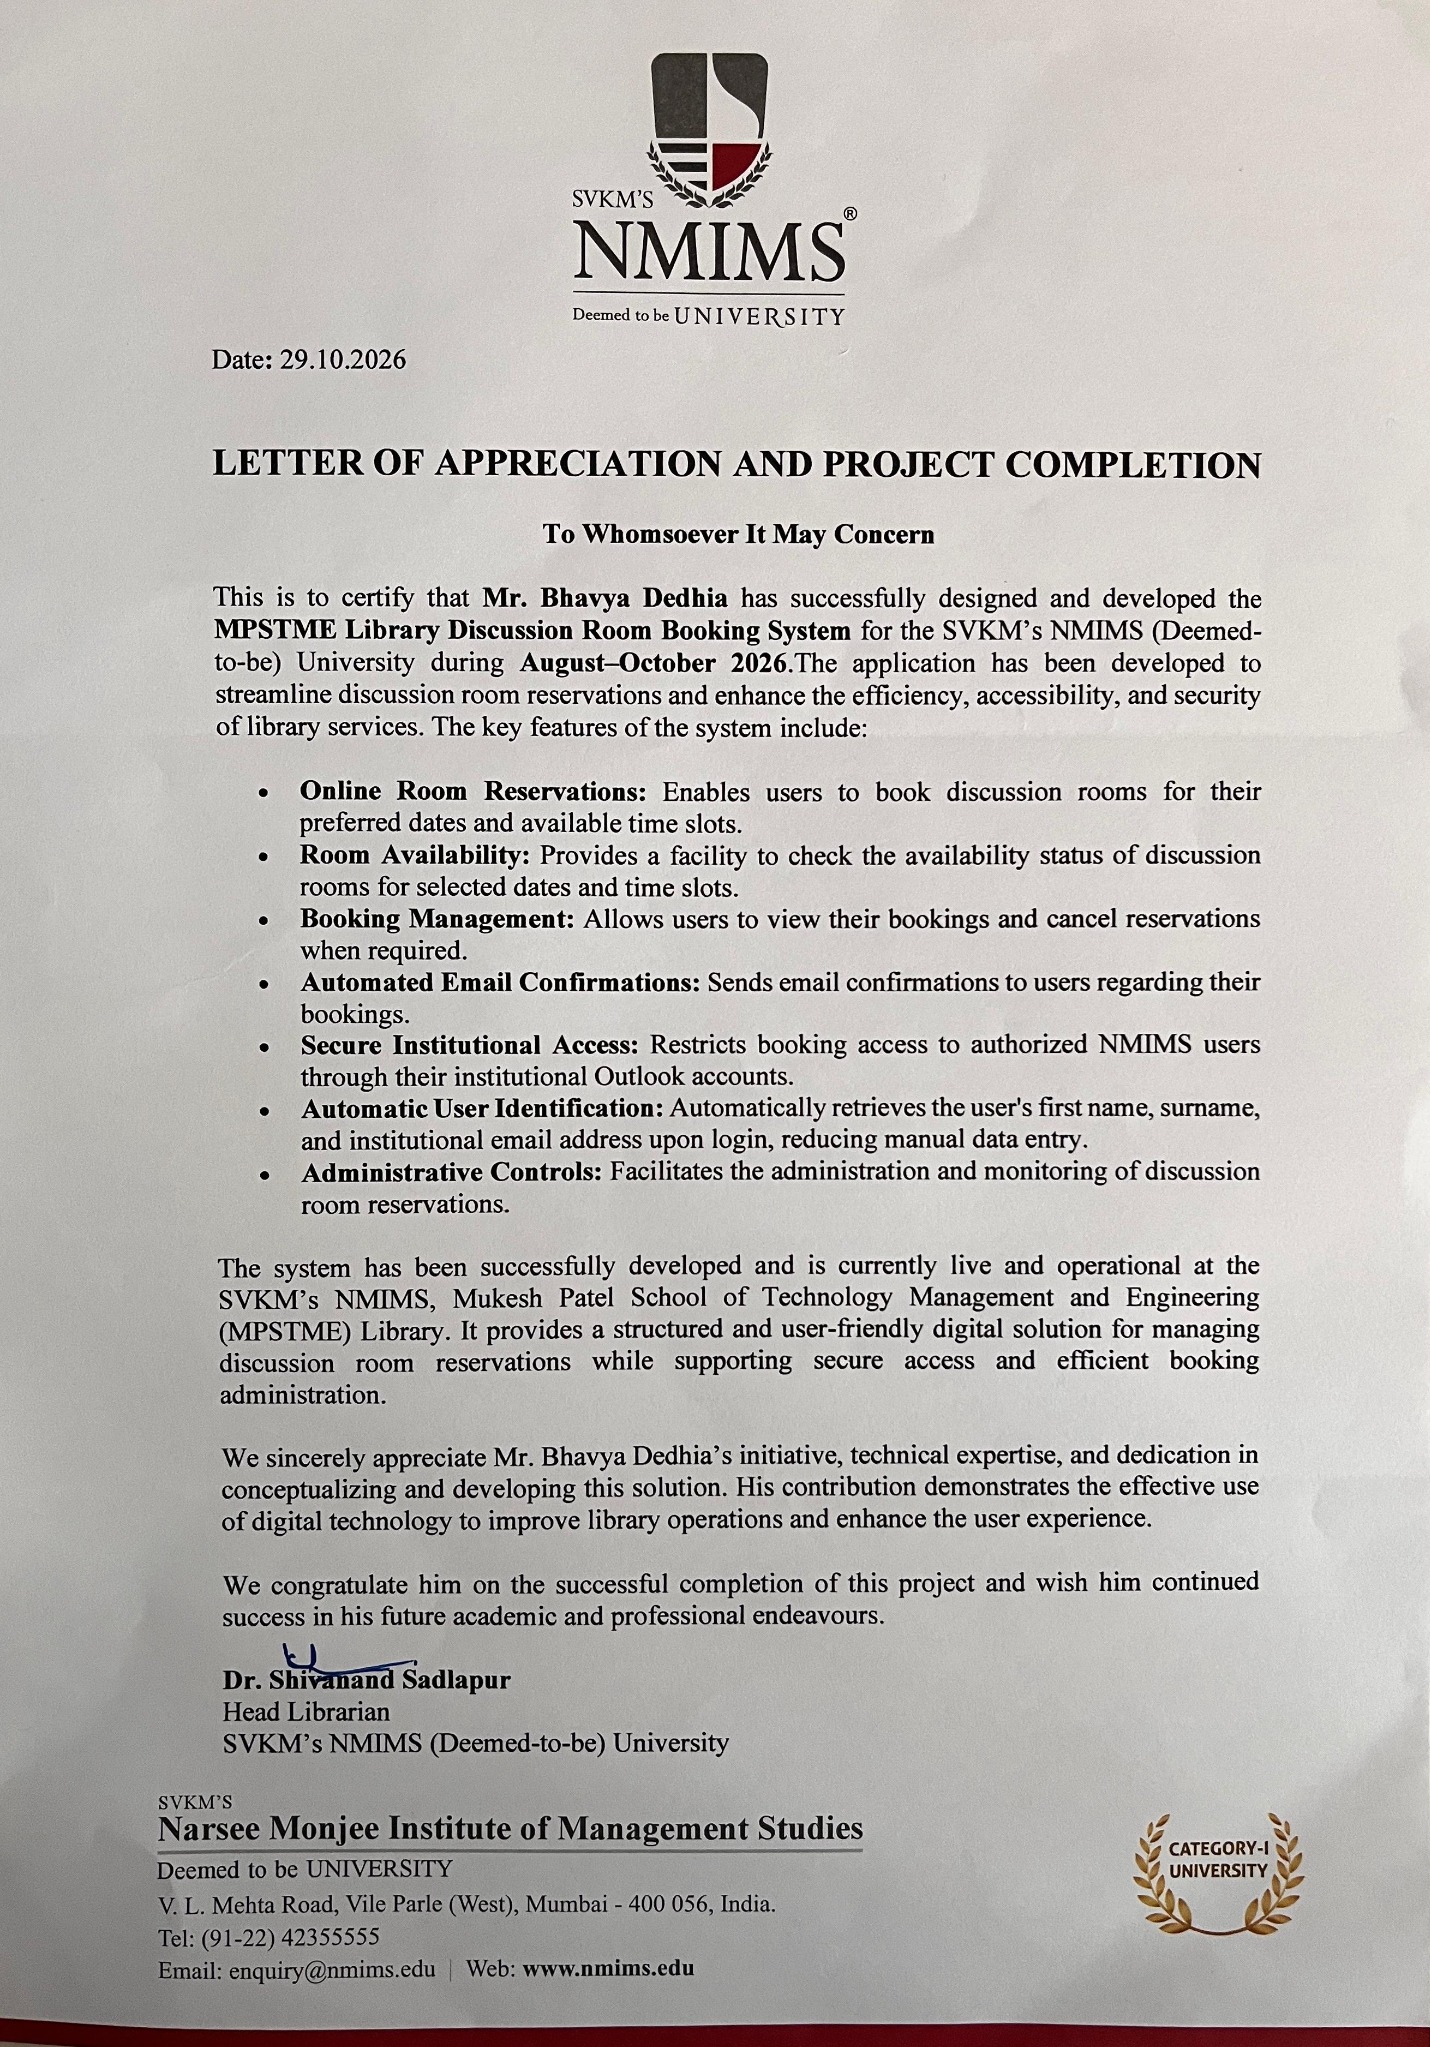 SVKM'S
NMIMS®
Deemed to be UNIVERSITY
Date: 29.10.2026
LETTER OF APPRECIATION AND PROJECT COMPLETION
To Whomsoever It May Concern
This is to certify that Mr. Bhavya Dedhia has successfully designed and developed the
MPSTME Library Discussion Room Booking System for the SVKM’s NMIMS (Deemed-
to-be) University during August–October 2026.The application has been developed to
streamline discussion room reservations and enhance the efficiency, accessibility, and security
of library services. The key features of the system include:
• Online Room Reservations: Enables users to book discussion rooms for their
preferred dates and available time slots.
• Room Availability: Provides a facility to check the availability status of discussion
rooms for selected dates and time slots.
• Booking Management: Allows users to view their bookings and cancel reservations
when required.
• Automated Email Confirmations: Sends email confirmations to users regarding their
bookings.
• Secure Institutional Access: Restricts booking access to authorized NMIMS users
through their institutional Outlook accounts.
• Automatic User Identification: Automatically retrieves the user's first name, surname,
and institutional email address upon login, reducing manual data entry.
• Administrative Controls: Facilitates the administration and monitoring of discussion
room reservations.
The system has been successfully developed and is currently live and operational at the
SVKM’s NMIMS, Mukesh Patel School of Technology Management and Engineering
(MPSTME) Library. It provides a structured and user-friendly digital solution for managing
discussion room reservations while supporting secure access and efficient booking
administration.
We sincerely appreciate Mr. Bhavya Dedhia’s initiative, technical expertise, and dedication in
conceptualizing and developing this solution. His contribution demonstrates the effective use
of digital technology to improve library operations and enhance the user experience.
We congratulate him on the successful completion of this project and wish him continued
success in his future academic and professional endeavours.
Dr. Shivanand Sadlapur
Head Librarian
SVKM’s NMIMS (Deemed-to-be) University
SVKM'S
Narsee Monjee Institute of Management Studies
Deemed to be UNIVERSITY
V. L. Mehta Road, Vile Parle (West), Mumbai - 400 056, India.
Tel: (91-22) 42355555
Email: enquiry@nmims.edu | Web: www.nmims.edu
CATEGORY-I
UNIVERSITY